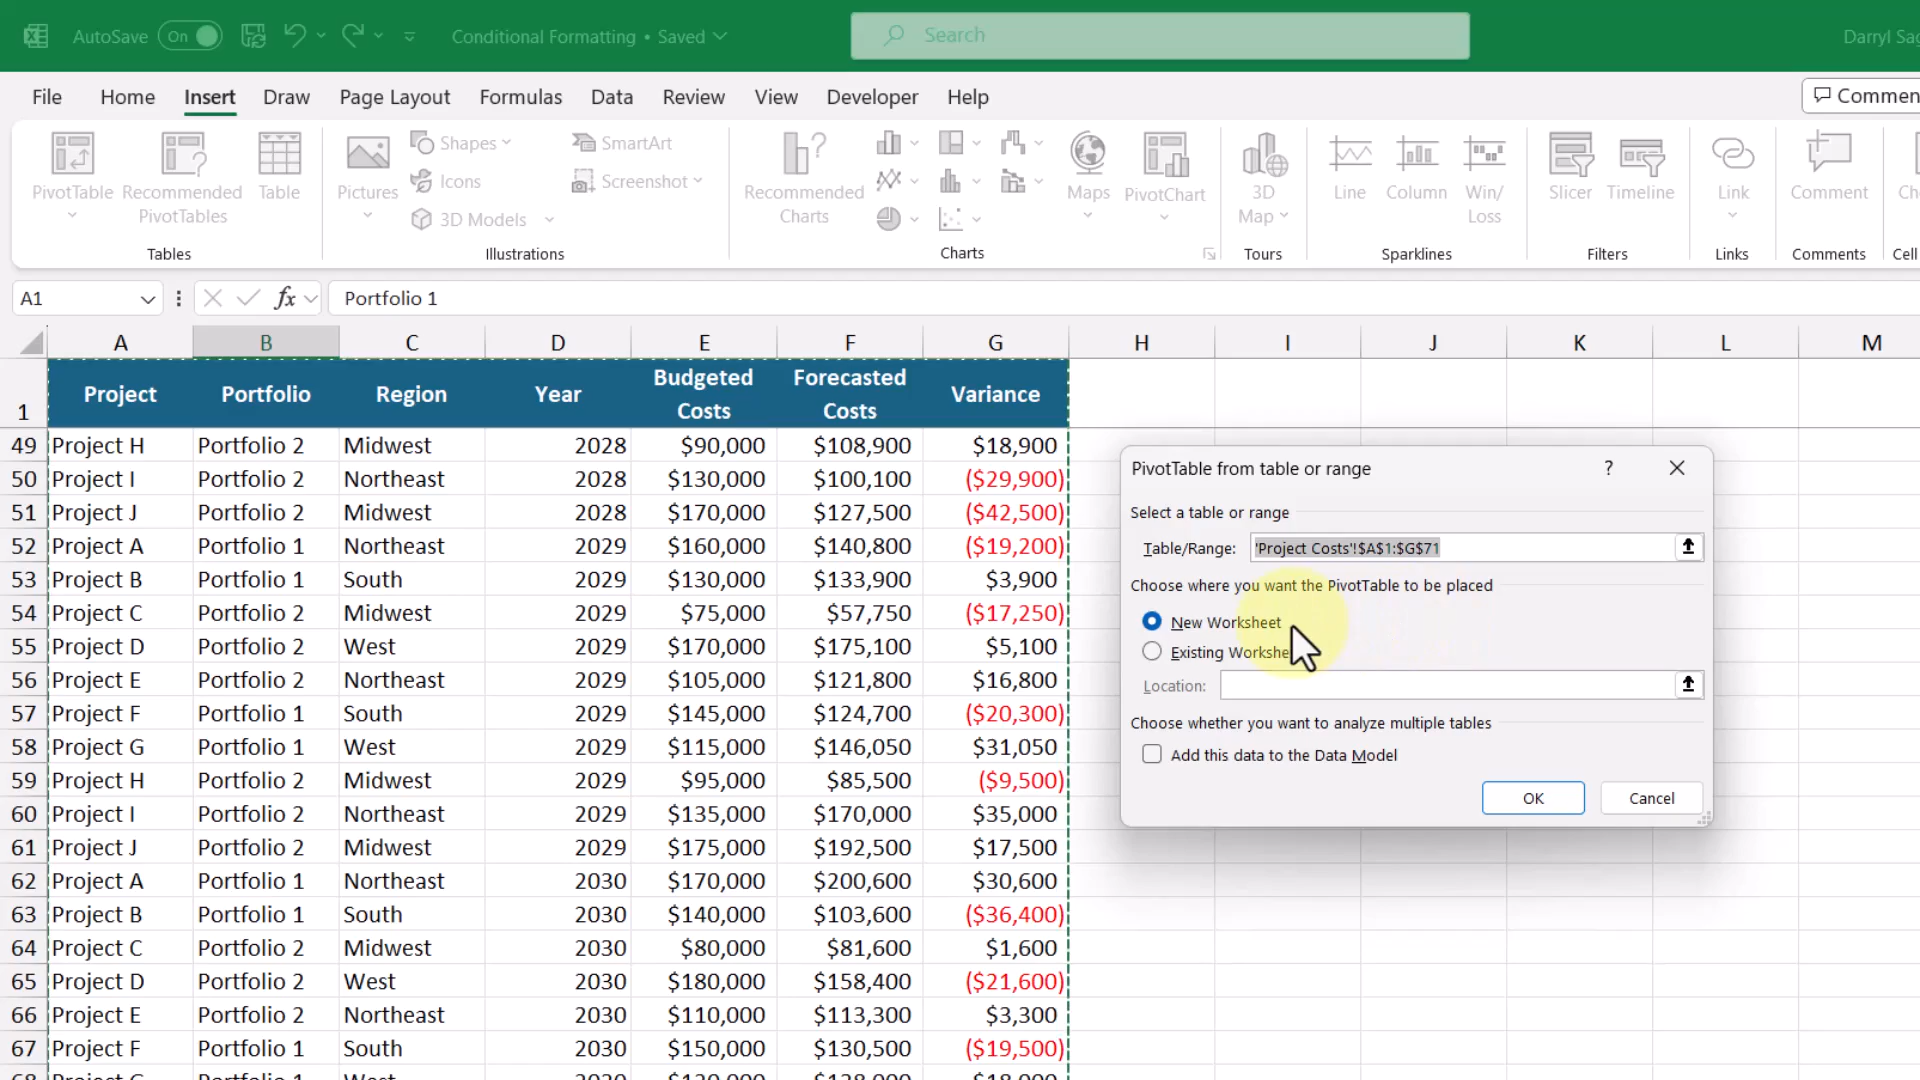 AutoSave On Conditional Formatting • Saved Search Darryl
File Home Insert Draw Page Layout Formulas Data Review View Developer Help
PivotTable Recommended PivotTables Table
Tables
Pictures Shapes Icons 3D Models SmartArt Screenshot
Illustrations
Recommended Charts Maps PivotChart
Charts
3D Map
Tours
Line Column Win/Loss
Sparklines
Slicer Timeline
Filters
Link
Links
Comment
Comments
Cell
A1 fx Portfolio 1
A B C D E F G H I J K L M
1 Project Portfolio Region Year Budgeted Costs Forecasted Costs Variance
49 Project H Portfolio 2 Midwest 2028 $90,000 $108,900 $18,900
50 Project I Portfolio 2 Northeast 2028 $130,000 $100,100 ($29,900)
51 Project J Portfolio 2 Midwest 2028 $170,000 $127,500 ($42,500)
52 Project A Portfolio 1 Northeast 2029 $160,000 $140,800 ($19,200)
53 Project B Portfolio 1 South 2029 $130,000 $133,900 $3,900
54 Project C Portfolio 2 Midwest 2029 $75,000 $57,750 ($17,250)
55 Project D Portfolio 2 West 2029 $170,000 $175,100 $5,100
56 Project E Portfolio 2 Northeast 2029 $105,000 $121,800 $16,800
57 Project F Portfolio 1 South 2029 $145,000 $124,700 ($20,300)
58 Project G Portfolio 1 West 2029 $115,000 $146,050 $31,050
59 Project H Portfolio 2 Midwest 2029 $95,000 $85,500 ($9,500)
60 Project I Portfolio 2 Northeast 2029 $135,000 $170,000 $35,000
61 Project J Portfolio 2 Midwest 2029 $175,000 $192,500 $17,500
62 Project A Portfolio 1 Northeast 2030 $170,000 $200,600 $30,600
63 Project B Portfolio 1 South 2030 $140,000 $103,600 ($36,400)
64 Project C Portfolio 2 Midwest 2030 $80,000 $81,600 $1,600
65 Project D Portfolio 2 West 2030 $180,000 $158,400 ($21,600)
66 Project E Portfolio 2 Northeast 2030 $110,000 $113,300 $3,300
67 Project F Portfolio 1 South 2030 $150,000 $130,500 ($19,500)
PivotTable from table or range ?
Select a table or range
Table/Range: 'Project Costs'!$A$1:$G$71
Choose where you want the PivotTable to be placed
New Worksheet
Existing Workshe
Location:
Choose whether you want to analyze multiple tables
Add this data to the Data Model
OK Cancel